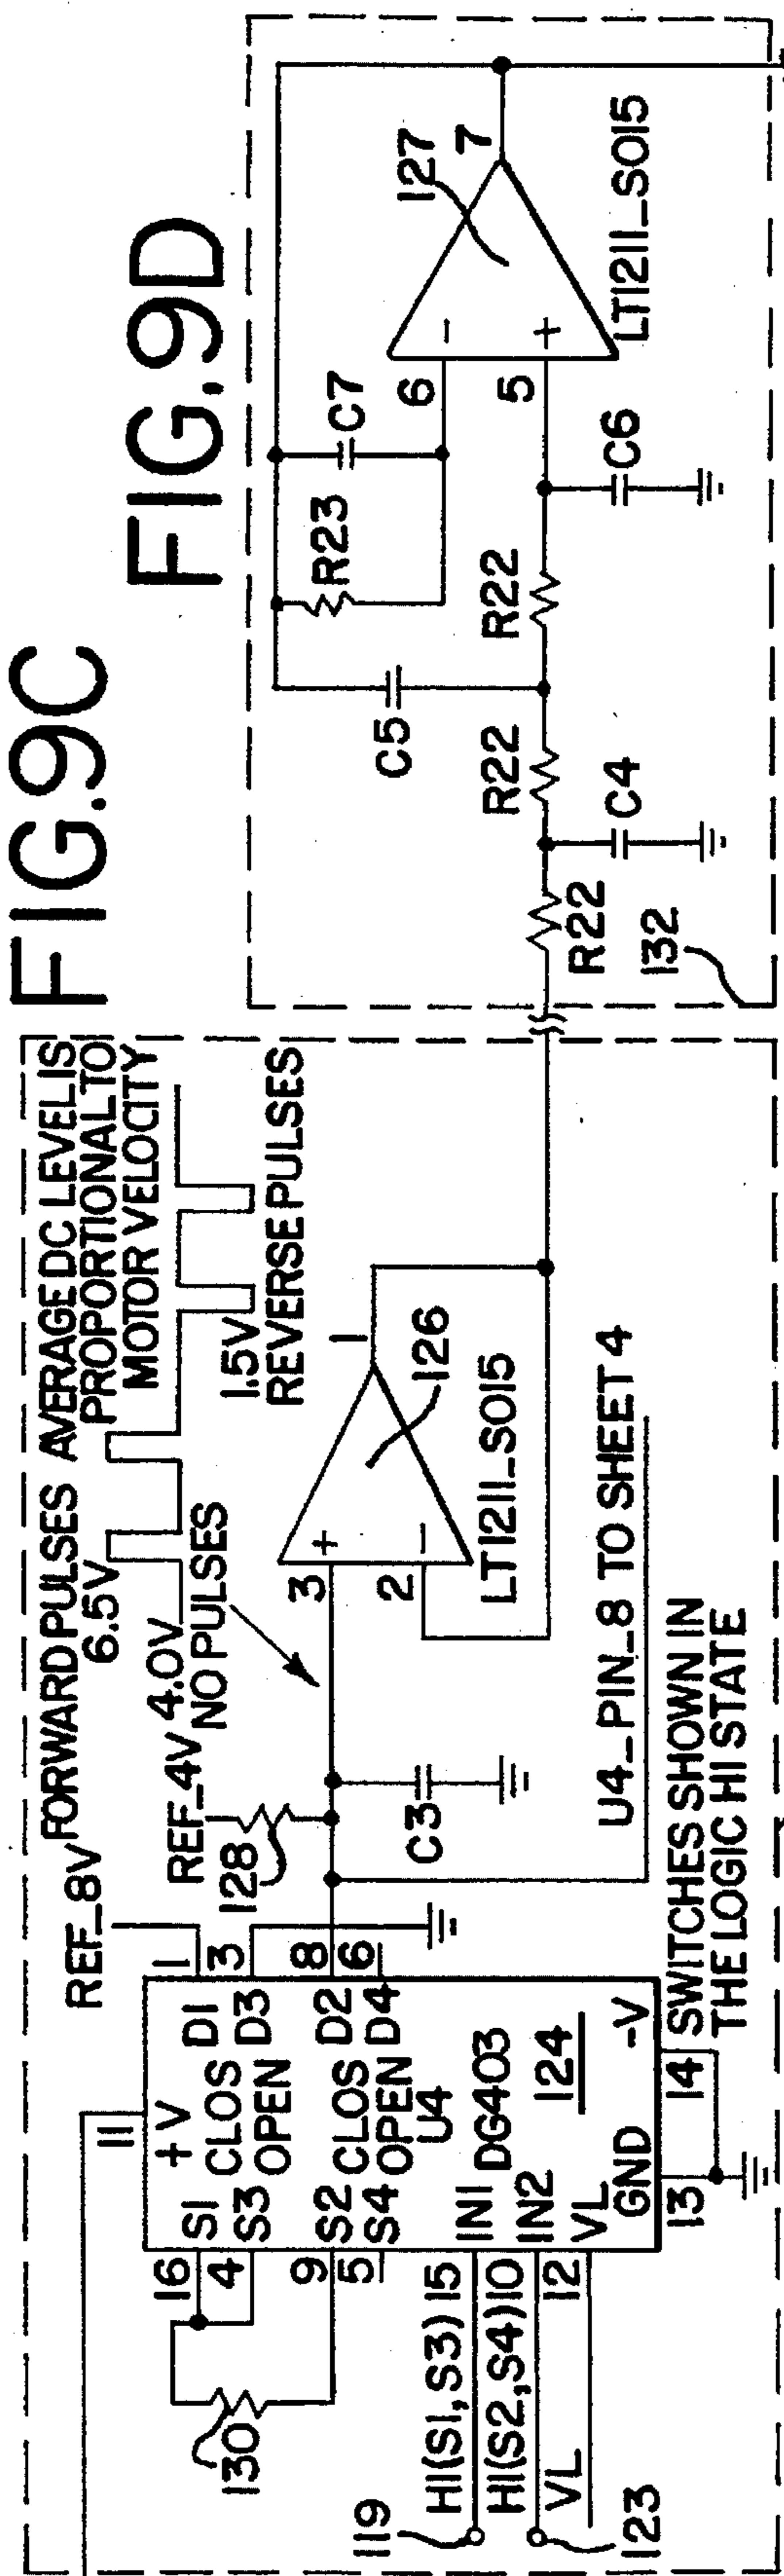 FIG.9C
FIG.9D
REF_8V
FORWARD PULSES
6.5V
AVERAGE DC LEVEL IS
PROPORTIONAL TO
MOTOR VELOCITY
REF_4V
4.0V
NO PULSES
1.5V
REVERSE PULSES
11
+V
16
S1
CLOS
D1
1
4
S3
OPEN
D3
3
9
S2
CLOS
D2
8
5
S4
OPEN
D4
6
U4
DG403
124
IN1
IN2
VL
GND
-V
13
14
130
119
HI(S1,S3) 15
HI(S2,S4) 10
VL
12
123
128
C3
3
+
2
-
1
126
LT1211_SO15
U4_PIN_8 TO SHEET 4
SWITCHES SHOWN IN
THE LOGIC HI STATE
R22
C4
R22
C5
R22
C6
R23
C7
6
-
5
+
7
127
LT1211_SO15
132